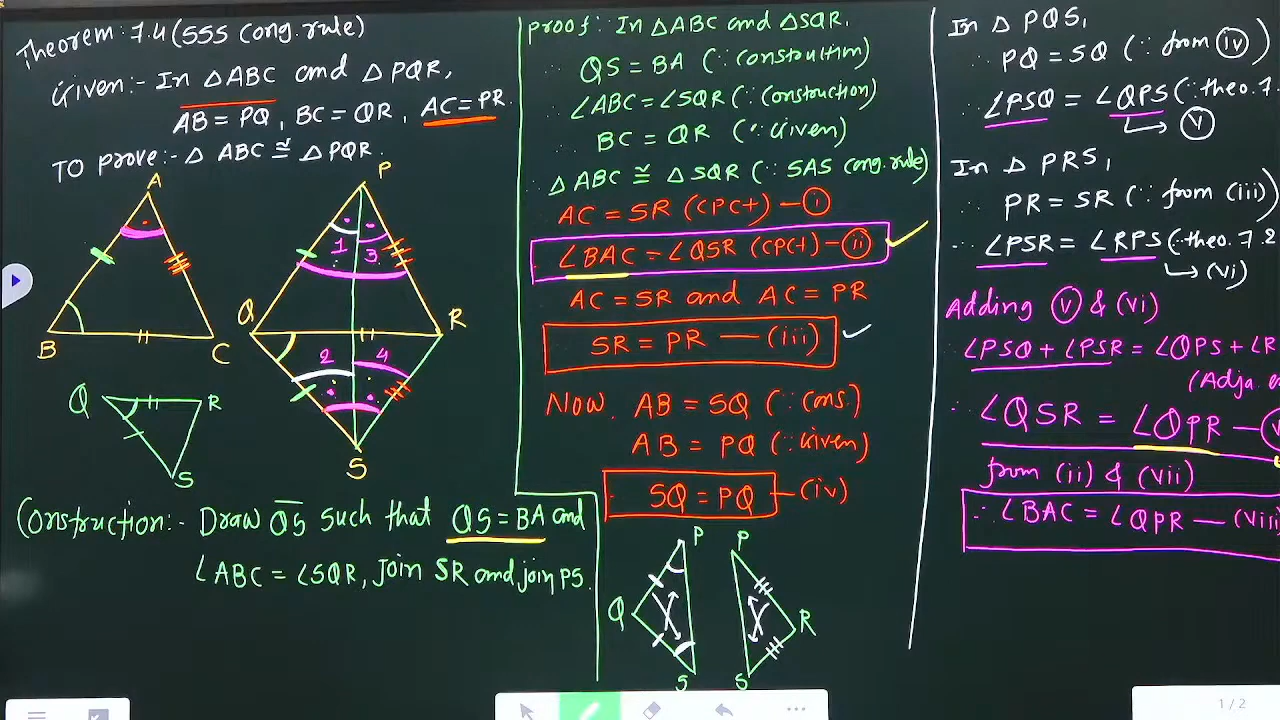 Theorem: 7.4 (SSS cong. rule)
Given:- In △ABC and △PQR,
AB = PQ, BC = QR, AC = PR.
To prove:- △ ABC ≅ △ PQR.
A
B
C
P
1
3
Q
R
2
4
S
Q
R
S
Construction:- Draw Q̅S̅ such that QS = BA and
∠ABC = ∠SQR, Join SR and join PS.
proof: In △ABC and △SQR,
∴ QS = BA (∵ construction)
∠ABC = ∠SQR (∵ construction)
BC = QR (∵ Given)
∴ △ABC ≅ △SQR (∵ SAS cong. rule)
AC = SR (CPCT) — (i)
∴ ∠BAC = ∠QSR (CPCT) — (ii)
AC = SR and AC = PR
∴ SR = PR — (iii)
Now, AB = SQ (∵ cons.)
AB = PQ (∵ Given)
∴ SQ = PQ — (iv)
P
Q
S
P
R
S
In △ PQS,
∴ PQ = SQ (∵ from (iv))
∴ ∠PSQ = ∠QPS (∵ theo. 7.
↳ (v)
In △ PRS,
∴ PR = SR (∵ from (iii))
∴ ∠PSR = ∠RPS (∵ theo. 7.2
↳ (vi)
Adding (v) & (vi)
∴ ∠PSQ + ∠PSR = ∠QPS + ∠R
(Adja.
∴ ∠QSR = ∠QPR —
from (ii) & (vii)
∴ ∠BAC = ∠QPR — (viii)
1 / 2